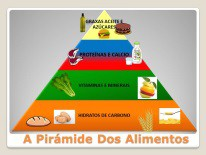 GRAXAS ACEITE E
AZÚCARES
PROTEÍNAS E CALCIO
VITAMINAS E MINERAIS
HIDRATOS DE CARBONO
A Pirámide Dos Alimentos